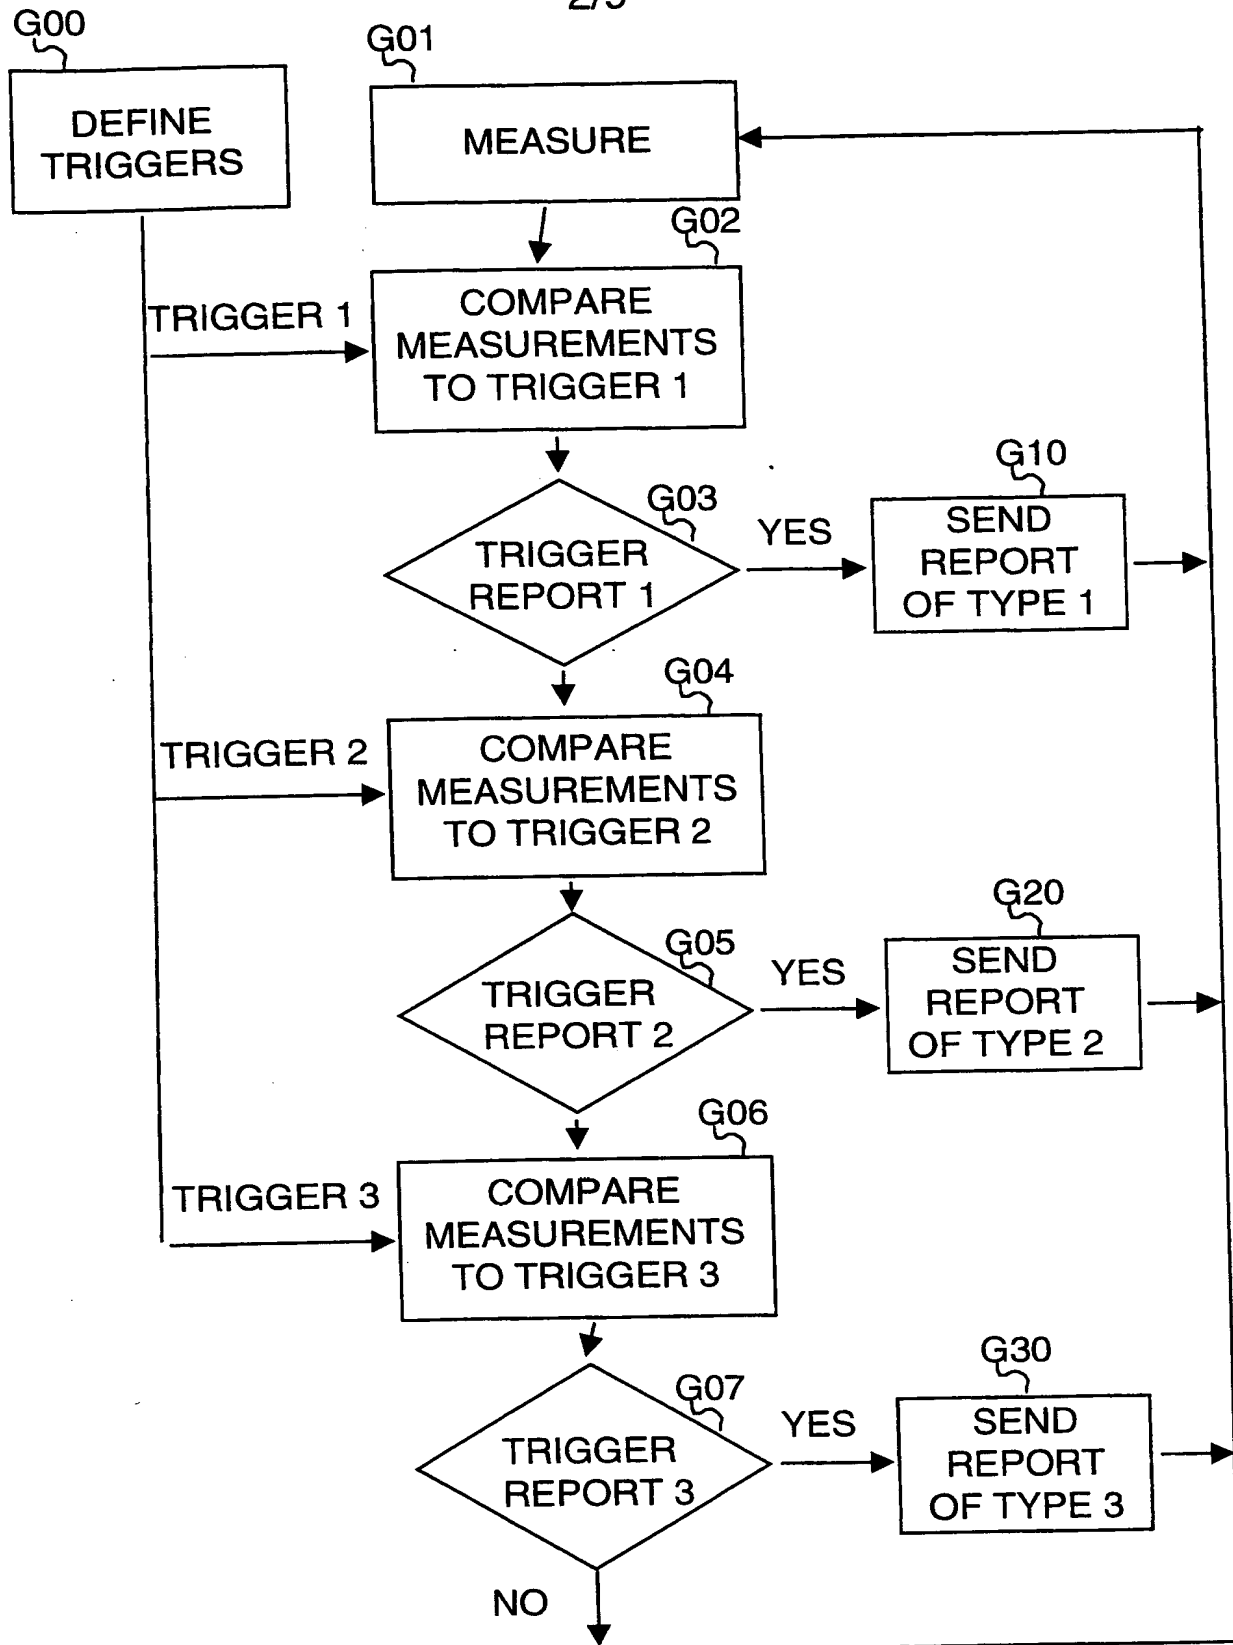 G00
G01
DEFINE
TRIGGERS
MEASURE
G02
TRIGGER 1
COMPARE
MEASUREMENTS
TO TRIGGER 1
G03
TRIGGER
REPORT 1
YES
G10
SEND
REPORT
OF TYPE 1
G04
TRIGGER 2
COMPARE
MEASUREMENTS
TO TRIGGER 2
G05
TRIGGER
REPORT 2
YES
G20
SEND
REPORT
OF TYPE 2
G06
TRIGGER 3
COMPARE
MEASUREMENTS
TO TRIGGER 3
G07
TRIGGER
REPORT 3
YES
G30
SEND
REPORT
OF TYPE 3
NO